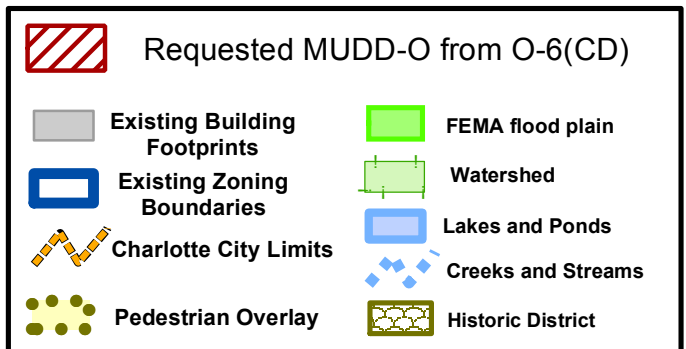 Requested MUDD-O from O-6(CD)
Existing Building
Footprints
Existing Zoning
Boundaries
Charlotte City Limits
Pedestrian Overlay
FEMA flood plain
Watershed
Lakes and Ponds
Creeks and Streams
Historic District